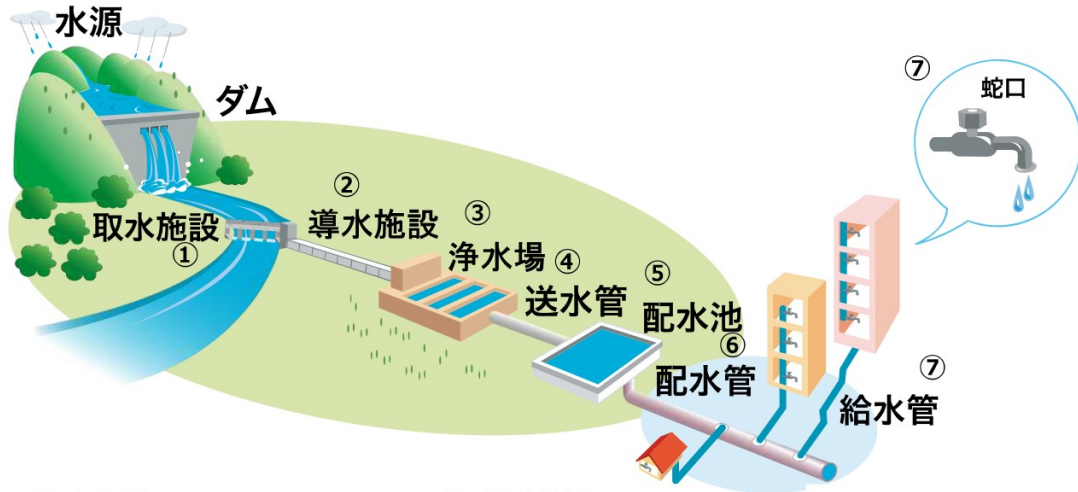 水源
ダム
取水施設
①
②
導水施設
③
浄水場
④
送水管
⑤
配水池
⑥
配水管
⑦
給水管
⑦
蛇口